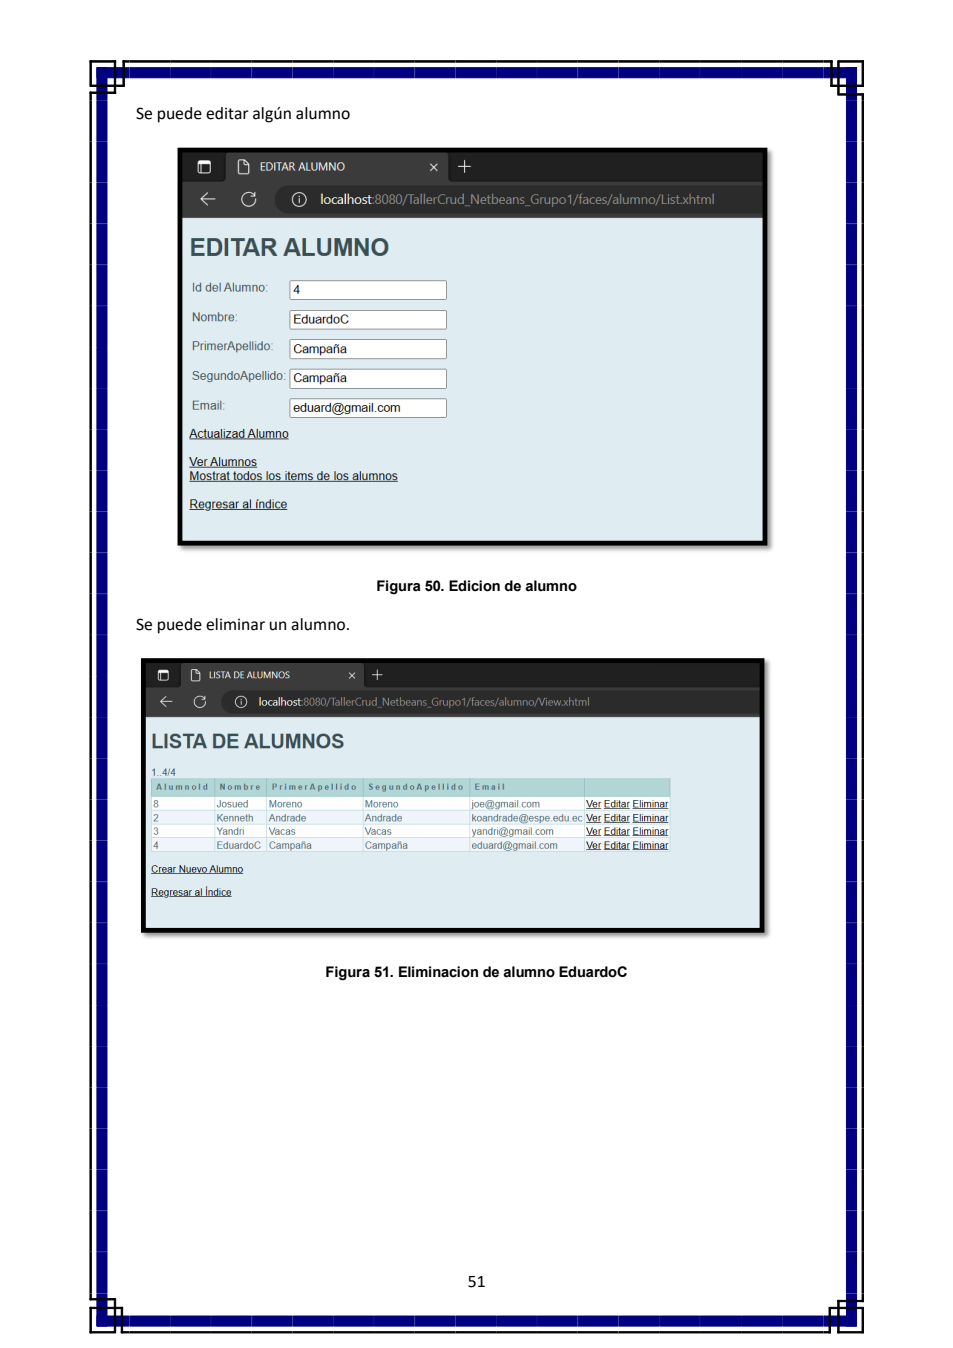 Se puede editar algún alumno
EDITAR ALUMNO
localhost:8080/TallerCrud_Netbeans_Grupo1/faces/alumno/List.xhtml
EDITAR ALUMNO
Id del Alumno: 4
Nombre: EduardoC
PrimerApellido: Campaña
SegundoApellido: Campaña
Email: eduard@gmail.com
Actualizad Alumno
Ver Alumnos
Mostrat todos los items de los alumnos
Regresar al índice
Figura 50. Edicion de alumno
Se puede eliminar un alumno.
LISTA DE ALUMNOS
localhost:8080/TallerCrud_Netbeans_Grupo1/faces/alumno/View.xhtml
LISTA DE ALUMNOS
1..4/4
AlumnoId Nombre PrimerApellido SegundoApellido Email
8 Josued Moreno Moreno joe@gmail.com Ver Editar Eliminar
2 Kenneth Andrade Andrade koandrade@espe.edu.ec Ver Editar Eliminar
3 Yandri Vacas Vacas yandri@gmail.com Ver Editar Eliminar
4 EduardoC Campaña Campaña eduard@gmail.com Ver Editar Eliminar
Crear Nuevo Alumno
Regresar al Índice
Figura 51. Eliminacion de alumno EduardoC
51